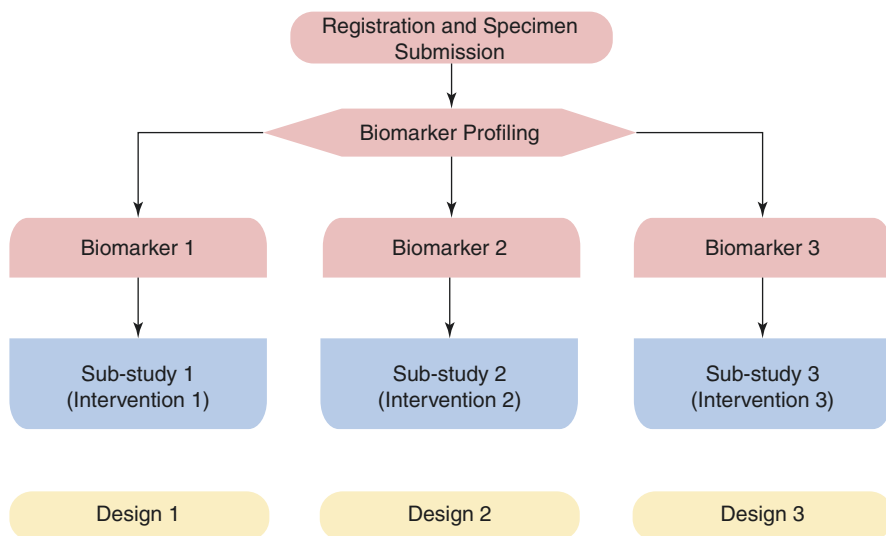 Registration and Specimen
Submission
Biomarker Profiling
Biomarker 1
Biomarker 2
Biomarker 3
Sub-study 1
(Intervention 1)
Sub-study 2
(Intervention 2)
Sub-study 3
(Intervention 3)
Design 1
Design 2
Design 3